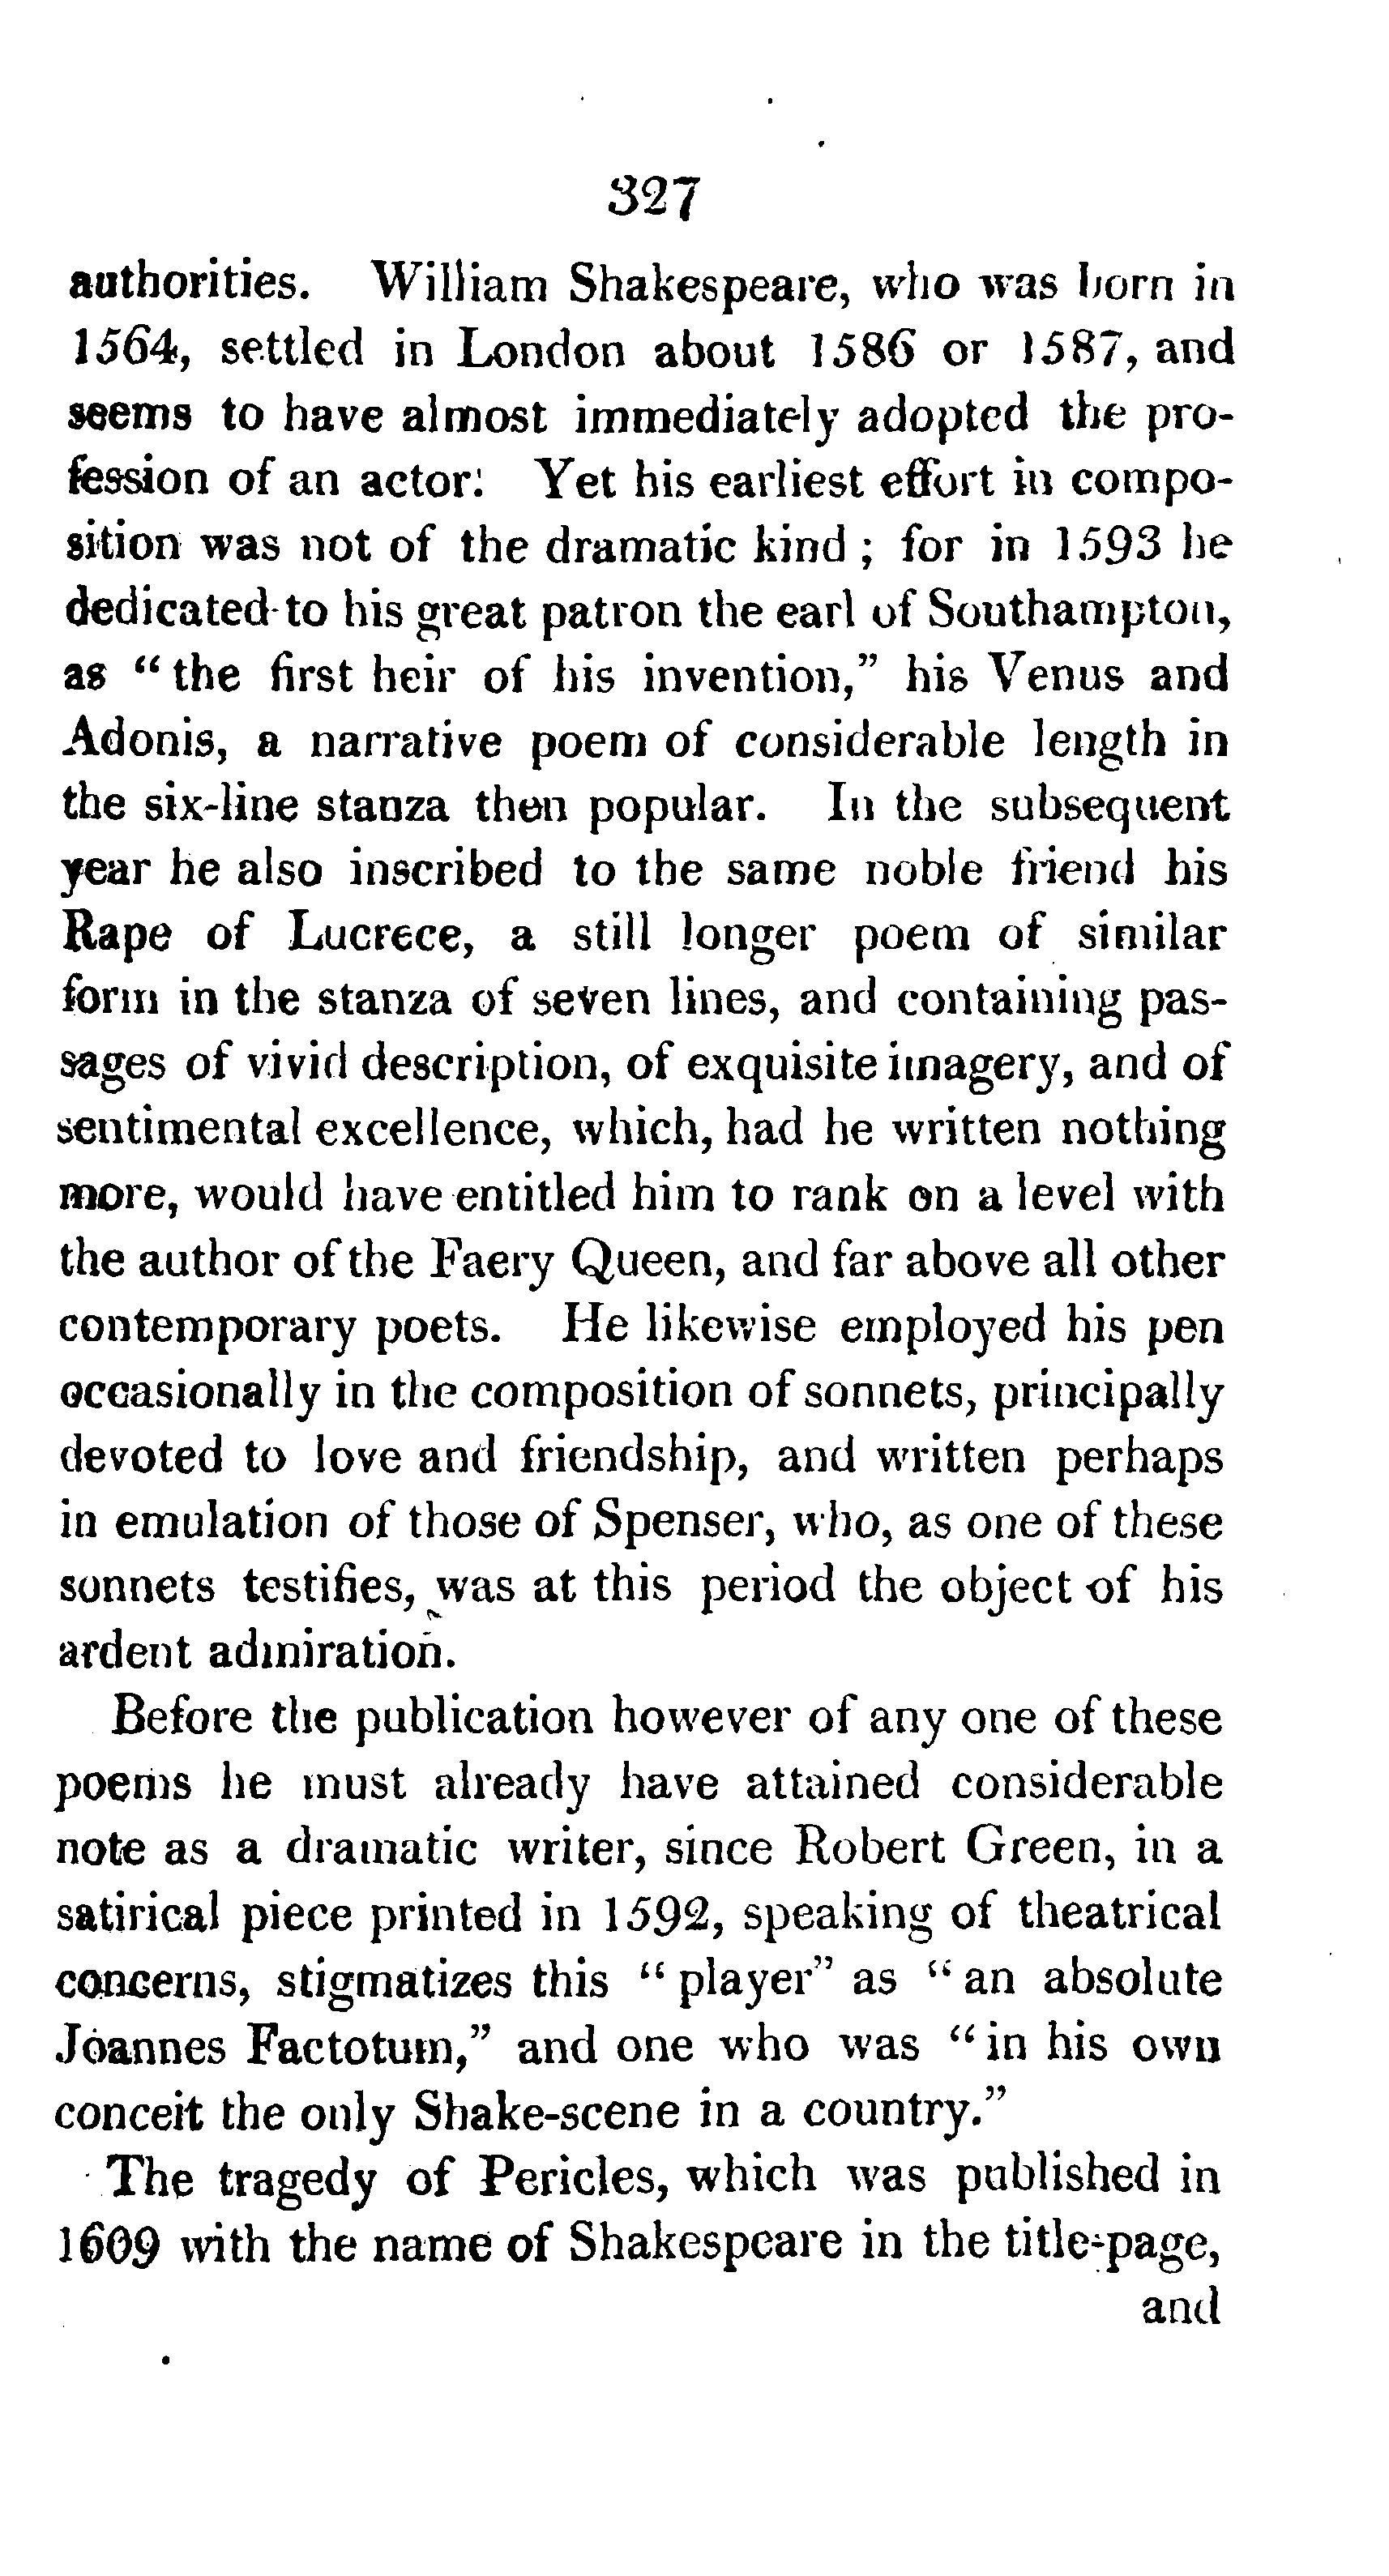 327
authorities. William Shakespeare, who was born in
1564, settled in London about 1586 or 1587, and
seems to have almost immediately adopted the pro-
fession of an actor: Yet his earliest effort in compo-
sition was not of the dramatic kind ; for in 1593 he
dedicated to his great patron the earl of Southampton,
as “ the first heir of his invention,” his Venus and
Adonis, a narrative poem of considerable length in
the six-line stanza then popular. In the subsequent
year he also inscribed to the same noble friend his
Rape of Lucrece, a still longer poem of similar
form in the stanza of seven lines, and containing pas-
sages of vivid description, of exquisite imagery, and of
sentimental excellence, which, had he written nothing
more, would have entitled him to rank on a level with
the author of the Faery Queen, and far above all other
contemporary poets. He likewise employed his pen
occasionally in the composition of sonnets, principally
devoted to love and friendship, and written perhaps
in emulation of those of Spenser, who, as one of these
sonnets testifies, was at this period the object of his
ardent admiration.
Before the publication however of any one of these
poems he must already have attained considerable
note as a dramatic writer, since Robert Green, in a
satirical piece printed in 1592, speaking of theatrical
concerns, stigmatizes this “ player” as “ an absolute
Joannes Factotum,” and one who was “ in his own
conceit the only Shake-scene in a country.”
The tragedy of Pericles, which was published in
1609 with the name of Shakespeare in the title-page,
and